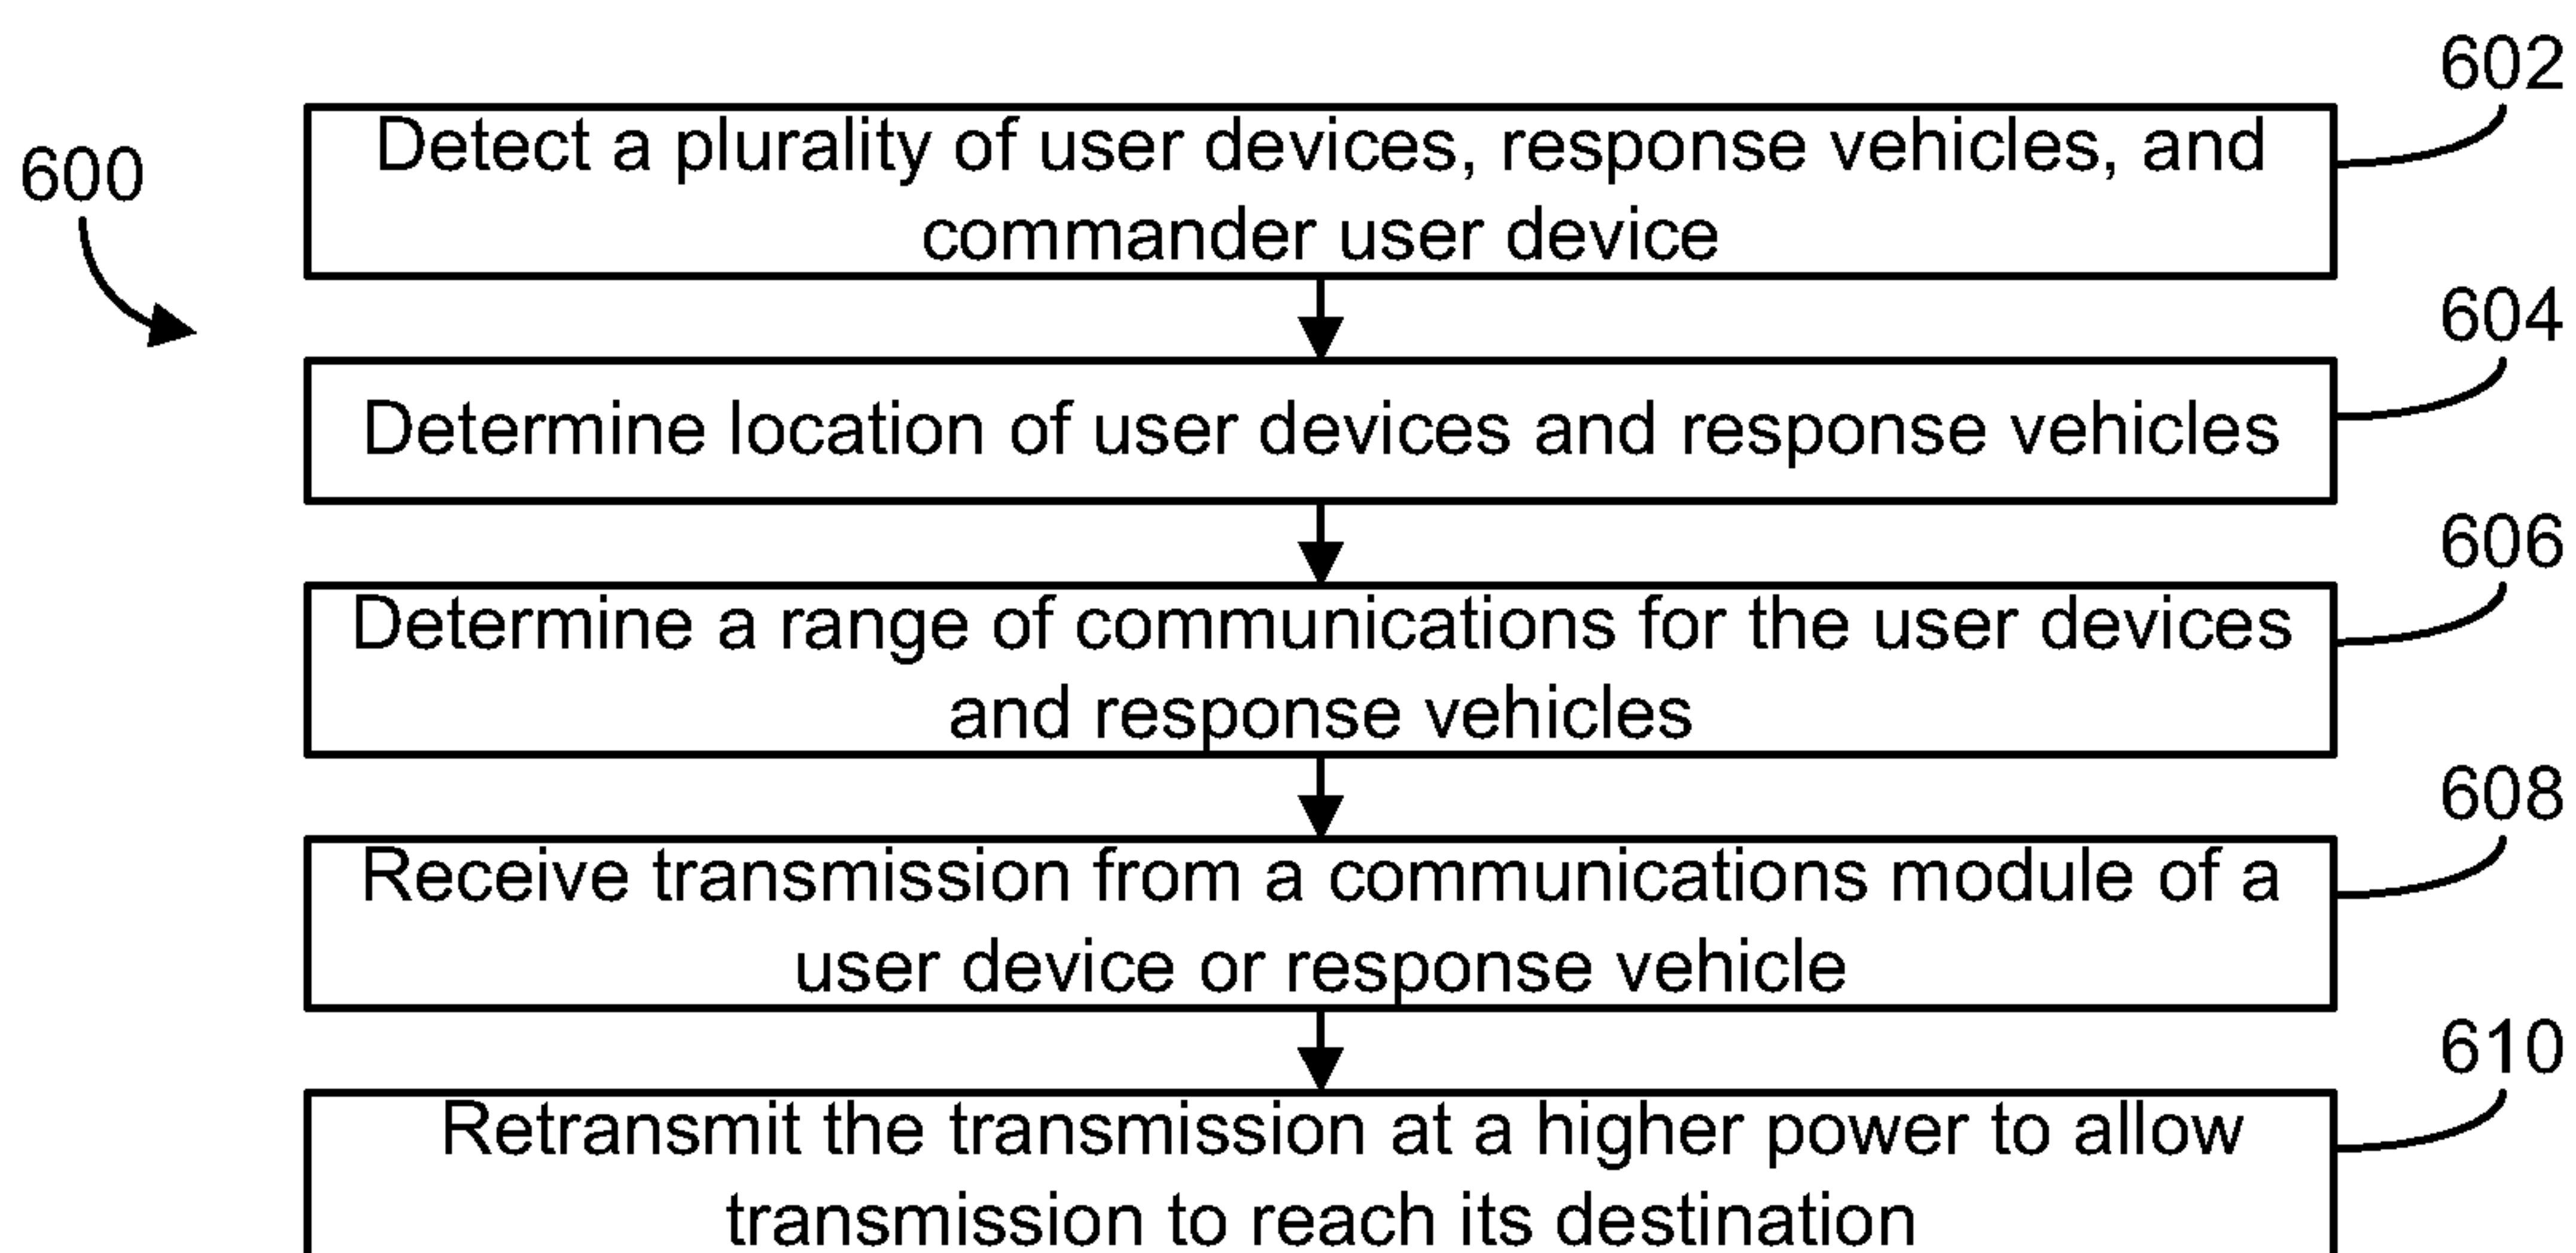 602
Detect a plurality of user devices, response vehicles, and
commander user device
600
604
Determine location of user devices and response vehicles
606
Determine a range of communications for the user devices
and response vehicles
608
Receive transmission from a communications module of a
user device or response vehicle
610
Retransmit the transmission at a higher power to allow
transmission to reach its destination